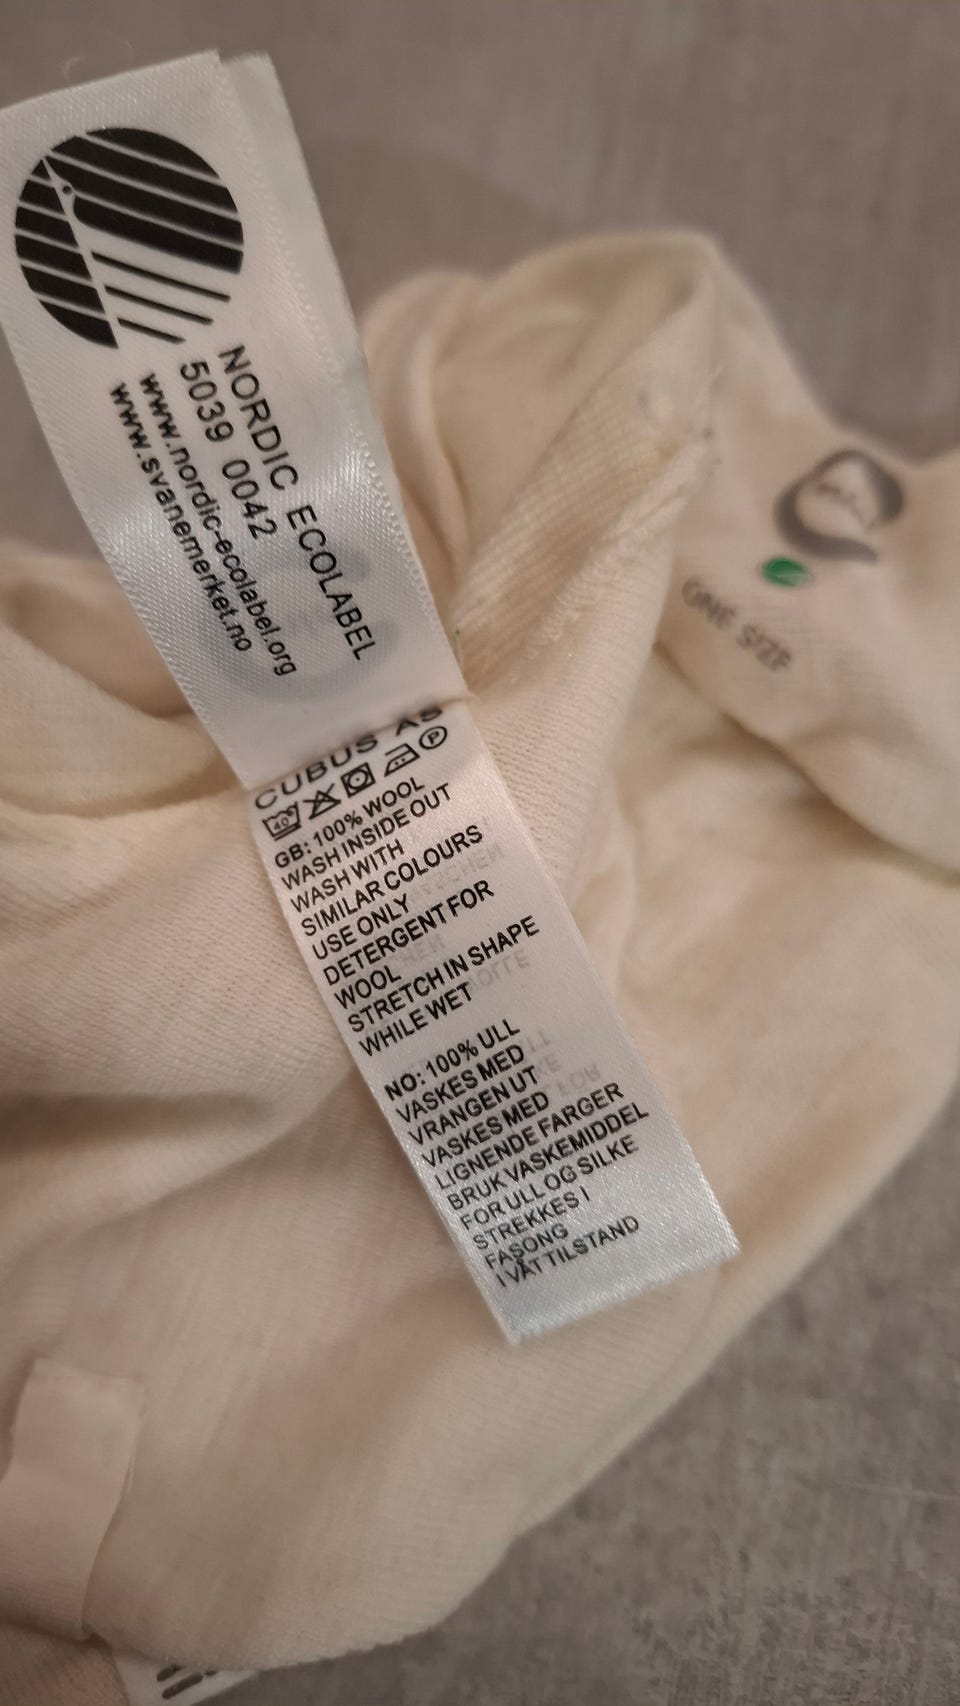 NORDIC ECOLABEL
5039 0042
www.nordic-ecolabel.org
www.svanemerket.no
CUBUS AS
40 P
GB: 100% WOOL
WASH INSIDE OUT
WASH WITH
SIMILAR COLOURS
USE ONLY
DETERGENT FOR
WOOL
STRETCH IN SHAPE
WHILE WET
NO: 100% ULL
VASKES MED
VRANGEN UT
VASKES MED
LIGNENDE FARGER
BRUK VASKEMIDDEL
FOR ULL OG SILKE
STREKKES I
FASONG
I VÅT TILSTAND
ONE SIZE